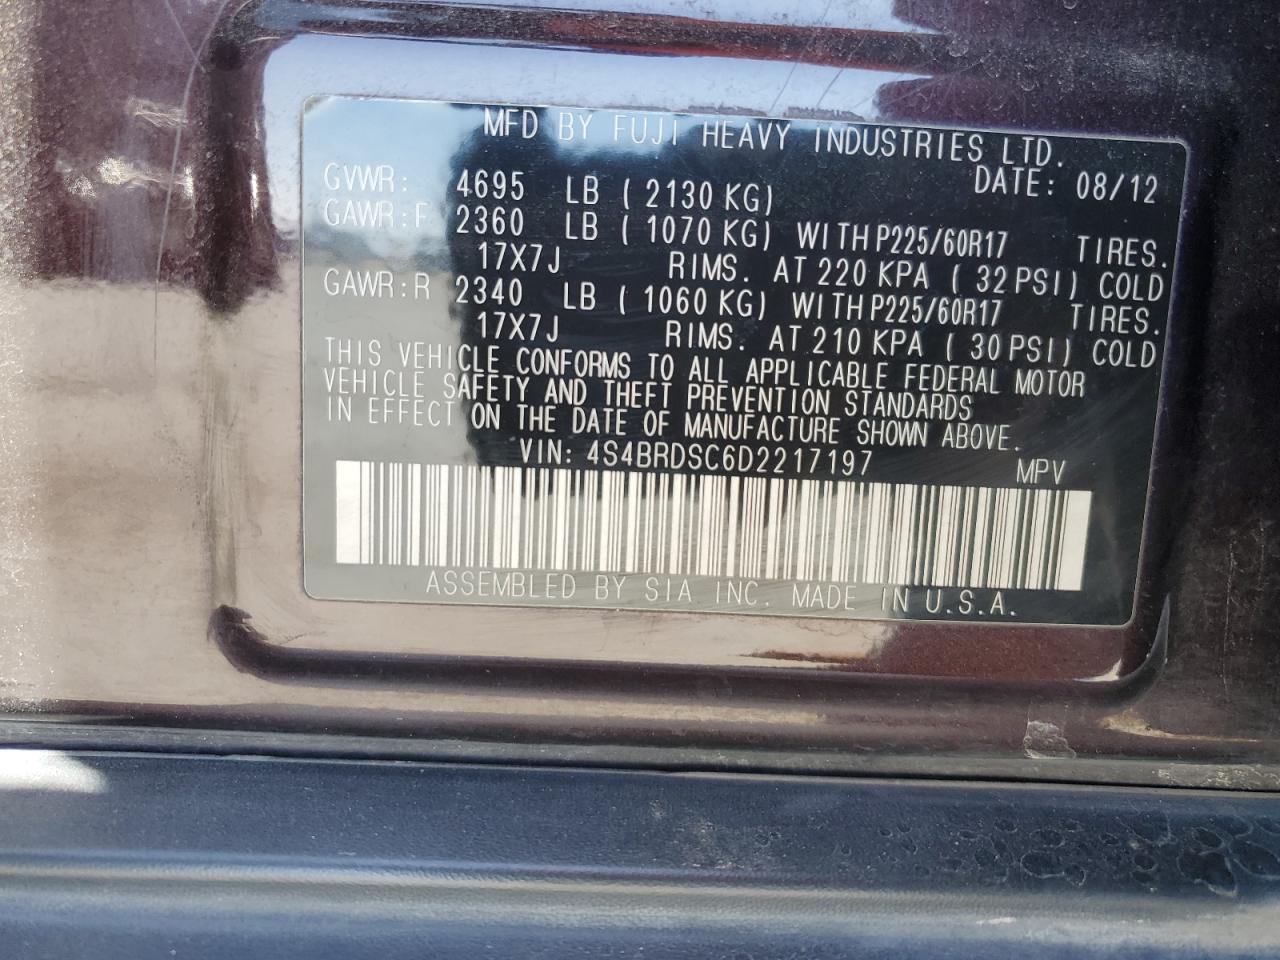 MFD BY FUJI HEAVY INDUSTRIES LTD.
DATE: 08/12
GVWR: 4695 LB ( 2130 KG)
GAWR:F 2360 LB ( 1070 KG) WITH P225/60R17 TIRES.
17X7J RIMS. AT 220 KPA ( 32 PSI) COLD
GAWR:R 2340 LB ( 1060 KG) WITH P225/60R17 TIRES.
17X7J RIMS. AT 210 KPA ( 30 PSI) COLD
THIS VEHICLE CONFORMS TO ALL APPLICABLE FEDERAL MOTOR
VEHICLE SAFETY AND THEFT PREVENTION STANDARDS
IN EFFECT ON THE DATE OF MANUFACTURE SHOWN ABOVE.
VIN: 4S4BRDSC6D2217197 MPV
ASSEMBLED BY SIA INC. MADE IN U.S.A.